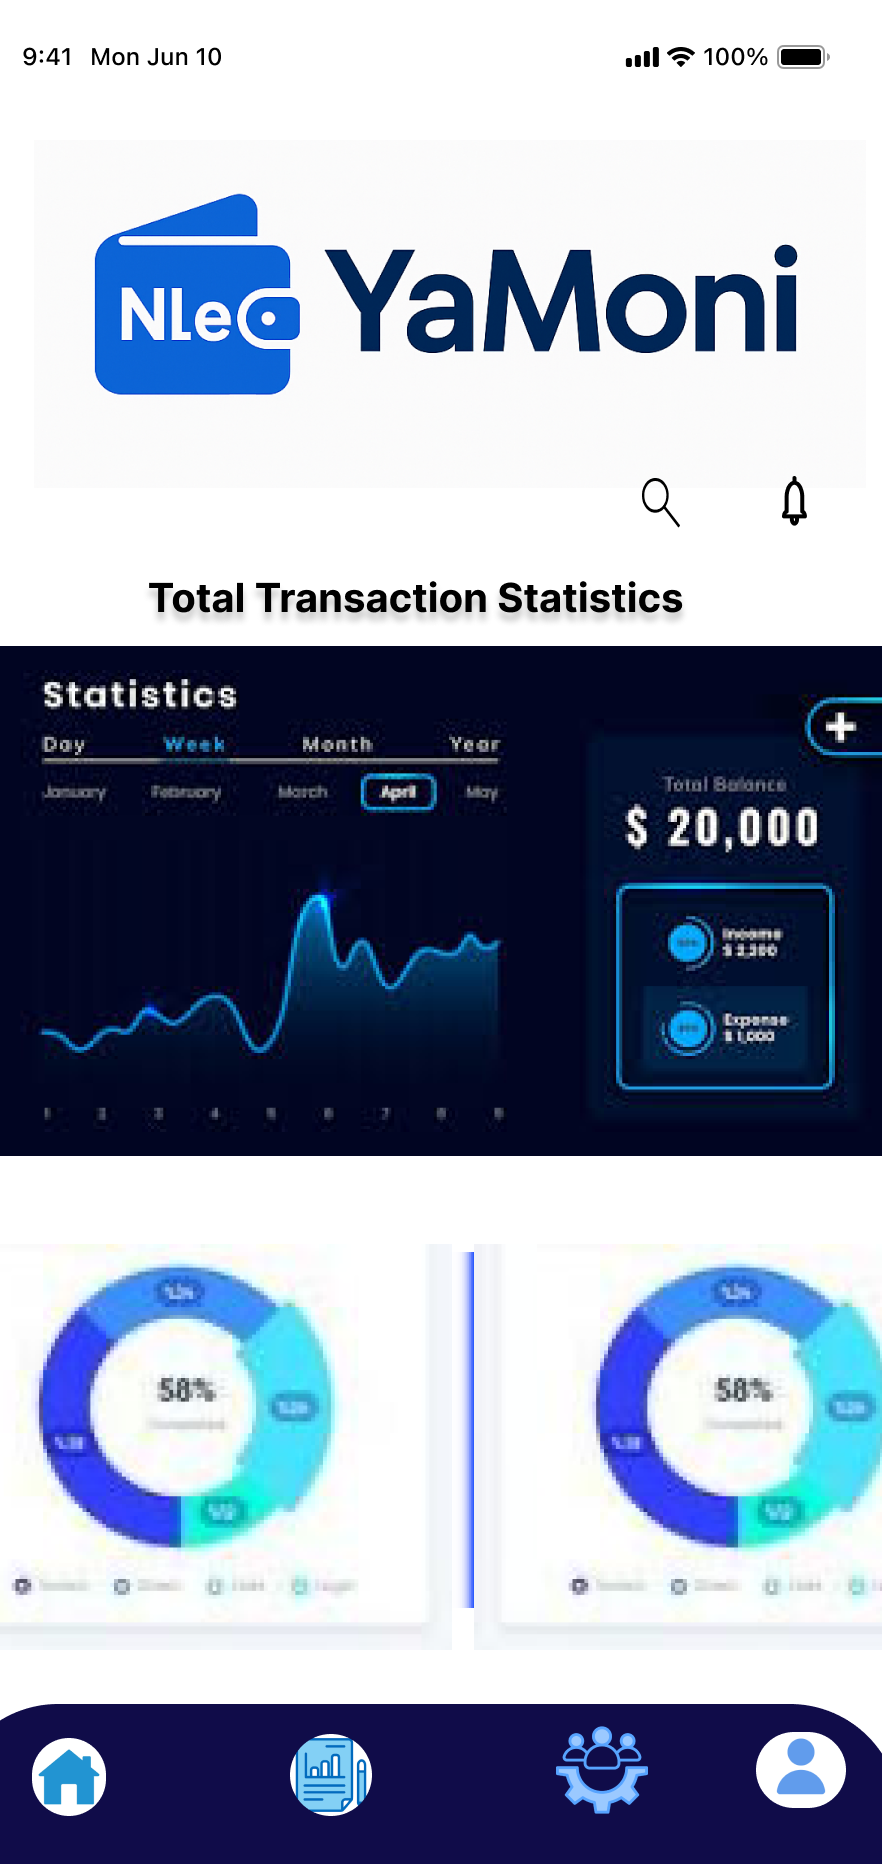 9:41 Mon Jun 10 100%
NLe YaMoni
Total Transaction Statistics
Statistics
Day Week Month Year
January February March April May
Total Balance
$ 20,000
Income
$ 2,200
Expense
$ 1,000
1 2 3 4 5 6 7 8 9
58% 58%